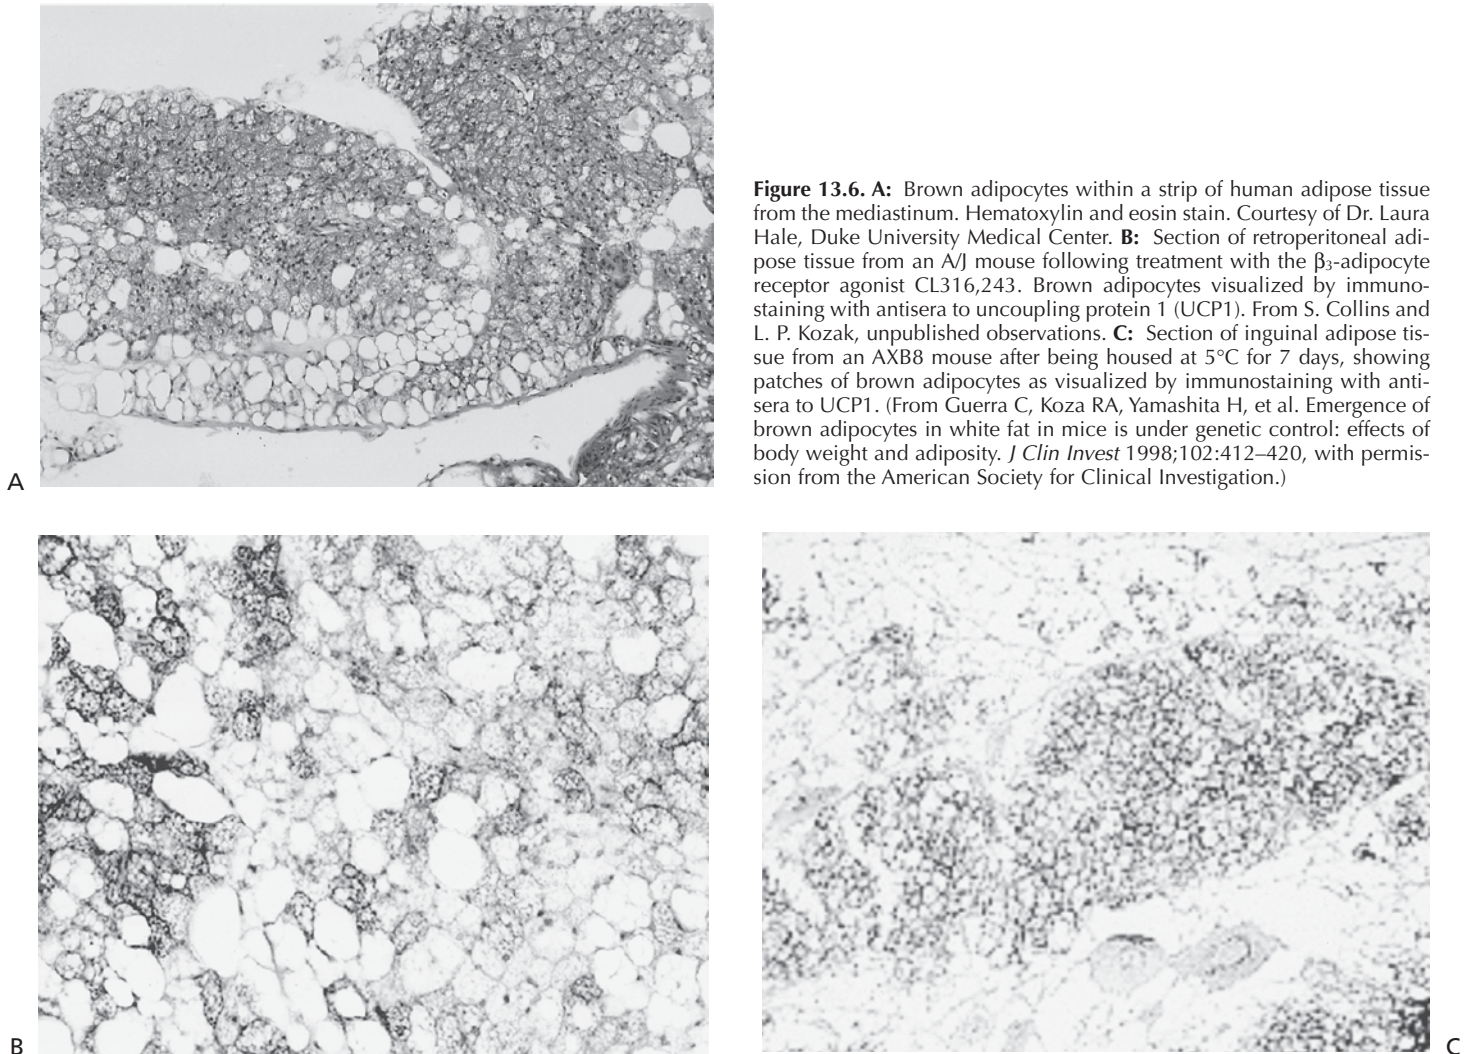 Figure 13.6. A: Brown adipocytes within a strip of human adipose tissue
from the mediastinum. Hematoxylin and eosin stain. Courtesy of Dr. Laura
Hale, Duke University Medical Center. B: Section of retroperitoneal adi-
pose tissue from an A/J mouse following treatment with the β₃-adipocyte
receptor agonist CL316,243. Brown adipocytes visualized by immuno-
staining with antisera to uncoupling protein 1 (UCP1). From S. Collins and
L. P. Kozak, unpublished observations. C: Section of inguinal adipose tis-
sue from an AXB8 mouse after being housed at 5°C for 7 days, showing
patches of brown adipocytes as visualized by immunostaining with anti-
sera to UCP1. (From Guerra C, Koza RA, Yamashita H, et al. Emergence of
brown adipocytes in white fat in mice is under genetic control: effects of
body weight and adiposity. J Clin Invest 1998;102:412–420, with permis-
sion from the American Society for Clinical Investigation.)
A
B
C